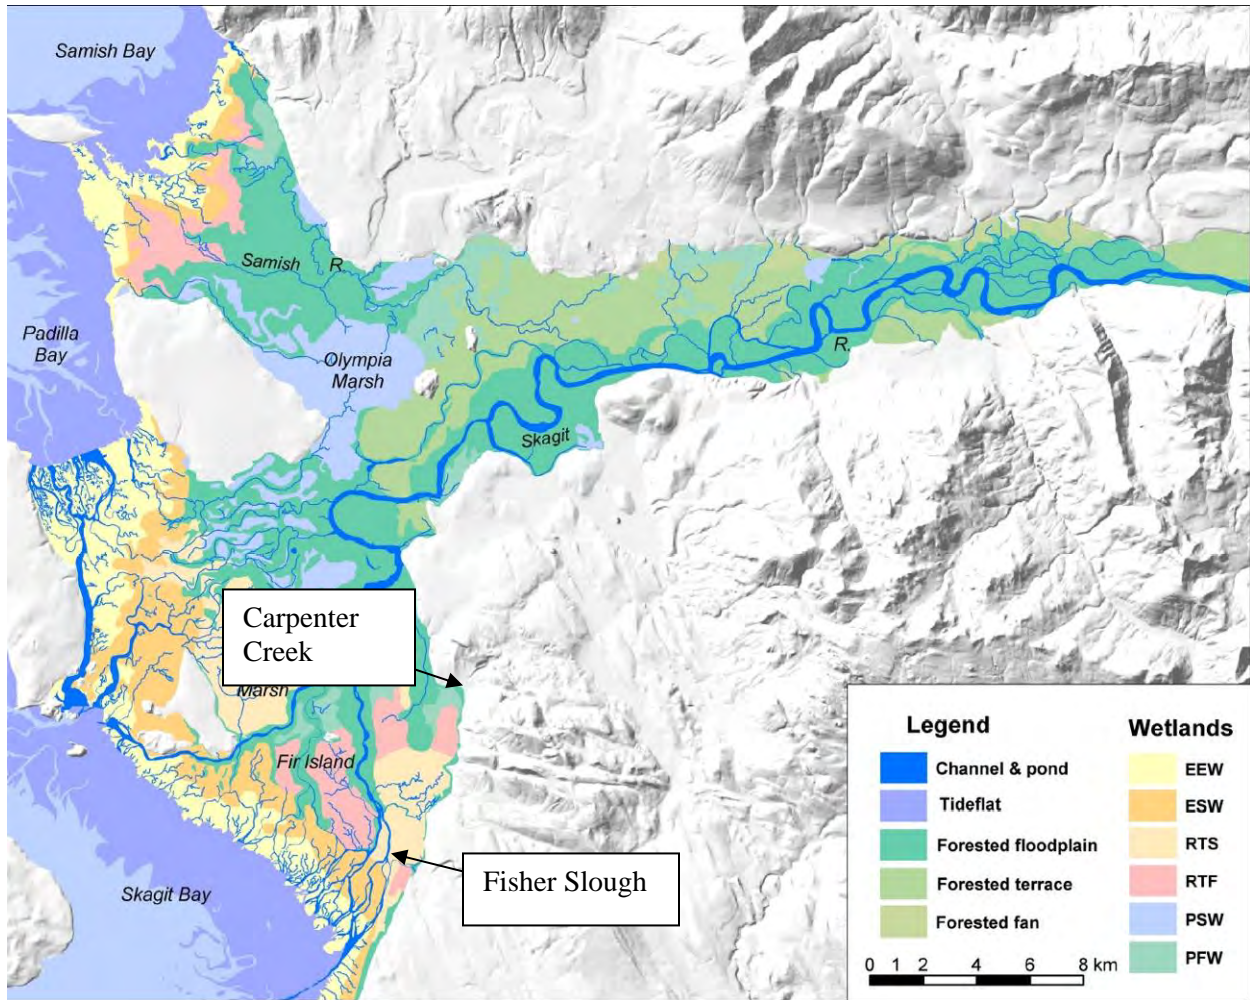 Samish Bay
Samish R.
Padilla
Bay
Olympia
Marsh
R.
Skagit
Carpenter
Creek
Marsh
Fir Island
Fisher Slough
Skagit Bay
Legend
Channel & pond
Tideflat
Forested floodplain
Forested terrace
Forested fan
Wetlands
EEW
ESW
RTS
RTF
PSW
PFW
0 1 2 4 6 8 km